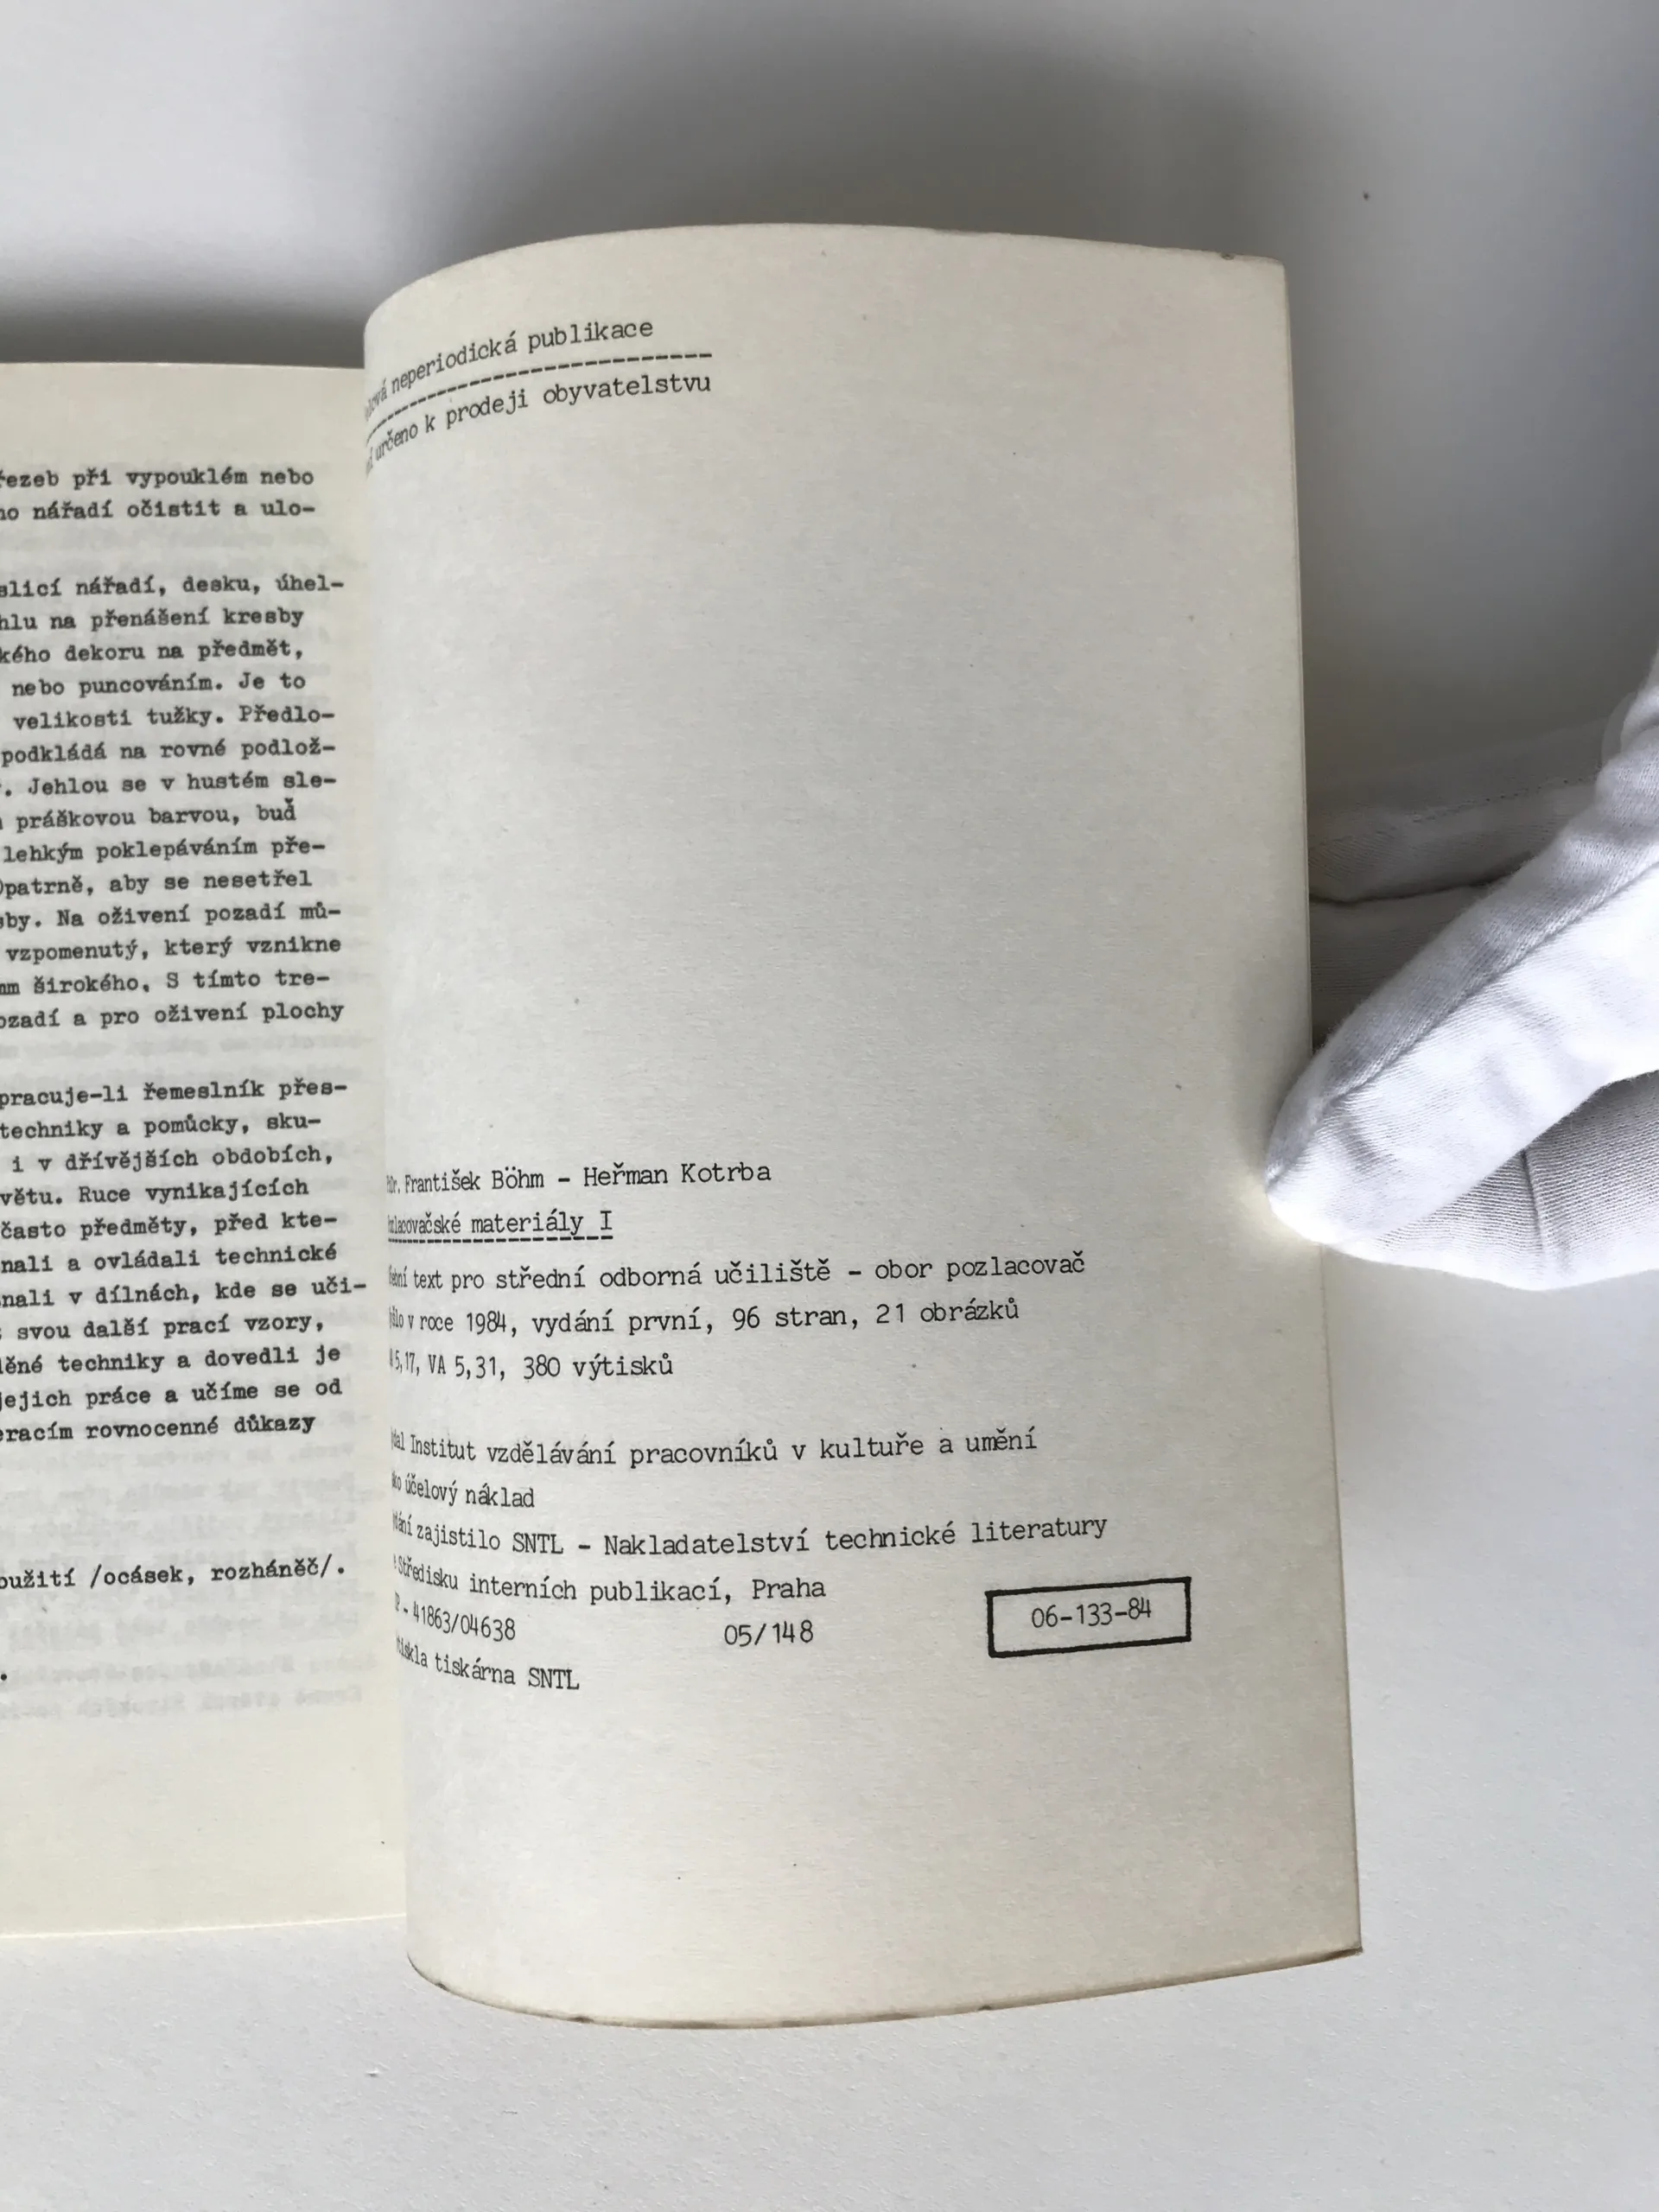 řezeb při vypouklém nebo
nářadí očistit a ulo-
slicí nářadí, desku, úhel-
na přenášení kresby
kého dekoru na předmět,
nebo puncováním. Je to
velikosti tužky. Předlo-
podkládá na rovné podlož-
. Jehlou se v hustém sle-
práškovou barvou, buď
lehkým poklepáváním pře-
Opatrně, aby se nesetřel
sby. Na oživení pozadí mů-
vzpomenutý, který vznikne
mm širokého. S tímto tre-
ozadí a pro oživení plochy
pracuje-li řemeslník přes-
techniky a pomůcky, sku-
i v dřívějších obdobích,
světu. Ruce vynikajících
často předměty, před kte-
nali a ovládali technické
nali v dílnách, kde se uči-
svou další prací vzory,
techniky a dovedli je
jejich práce a učíme se od
eracím rovnocenné důkazy
oužití /ocásek, rozháněč/.
neperiodická publikace
určeno k prodeji obyvatelstvu
František Böhm - Heřman Kotrba
materiály I
text pro střední odborná učiliště - obor pozlacovač
v roce 1984, vydání první, 96 stran, 21 obrázků
5,17, VA 5,31, 380 výtisků
Institut vzdělávání pracovníků v kultuře a umění
účelový náklad
zajistilo SNTL - Nakladatelství technické literatury
Středisku interních publikací, Praha
- 41863/04638 05/148 06-133-84
tiskárna SNTL